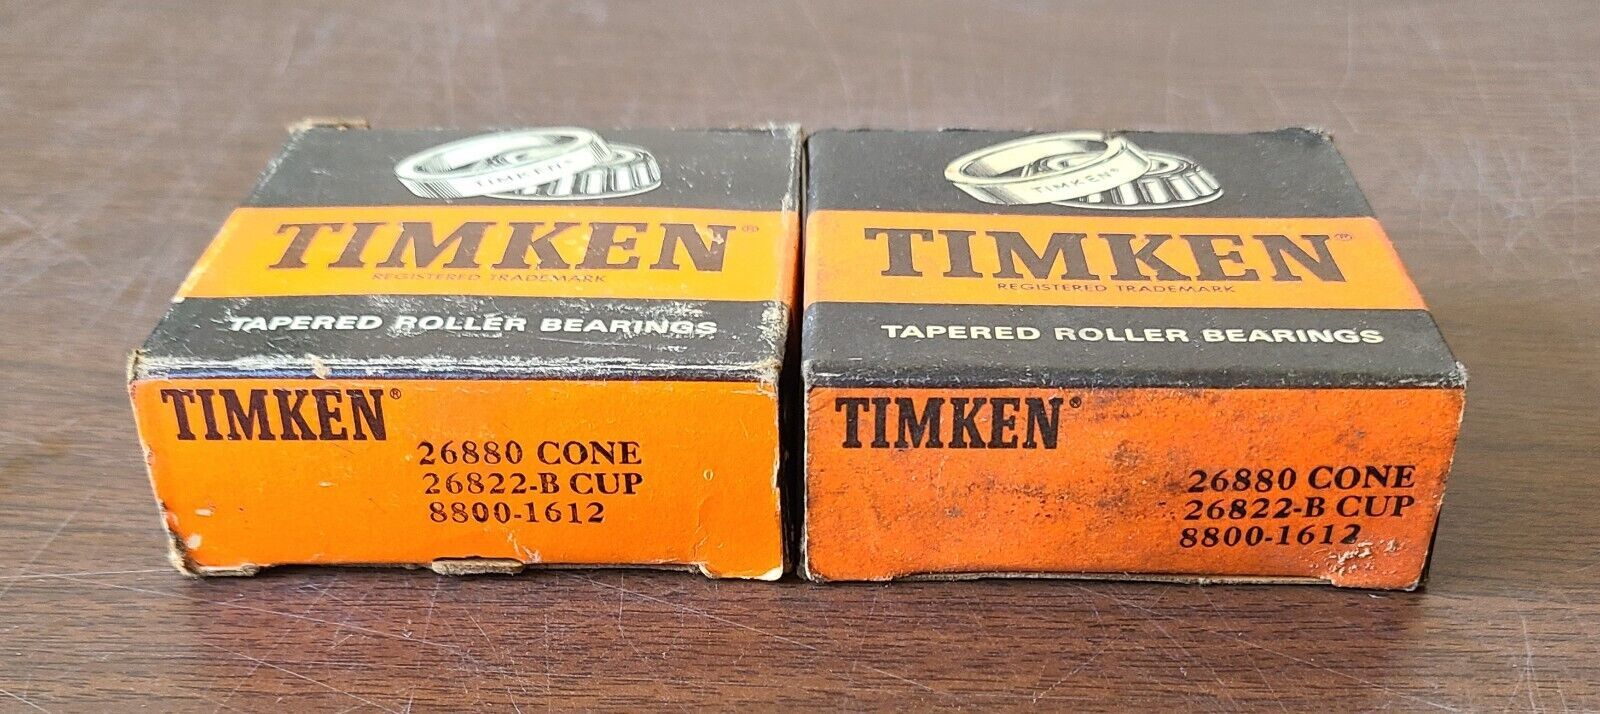 TIMKEN®
TIMKEN®
REGISTERED TRADEMARK
TAPERED ROLLER BEARINGS
TIMKEN®
26880 CONE
26822-B CUP
8800-1612
TIMKEN®
TIMKEN®
REGISTERED TRADEMARK
TAPERED ROLLER BEARINGS
TIMKEN®
26880 CONE
26822-B CUP
8800-1612